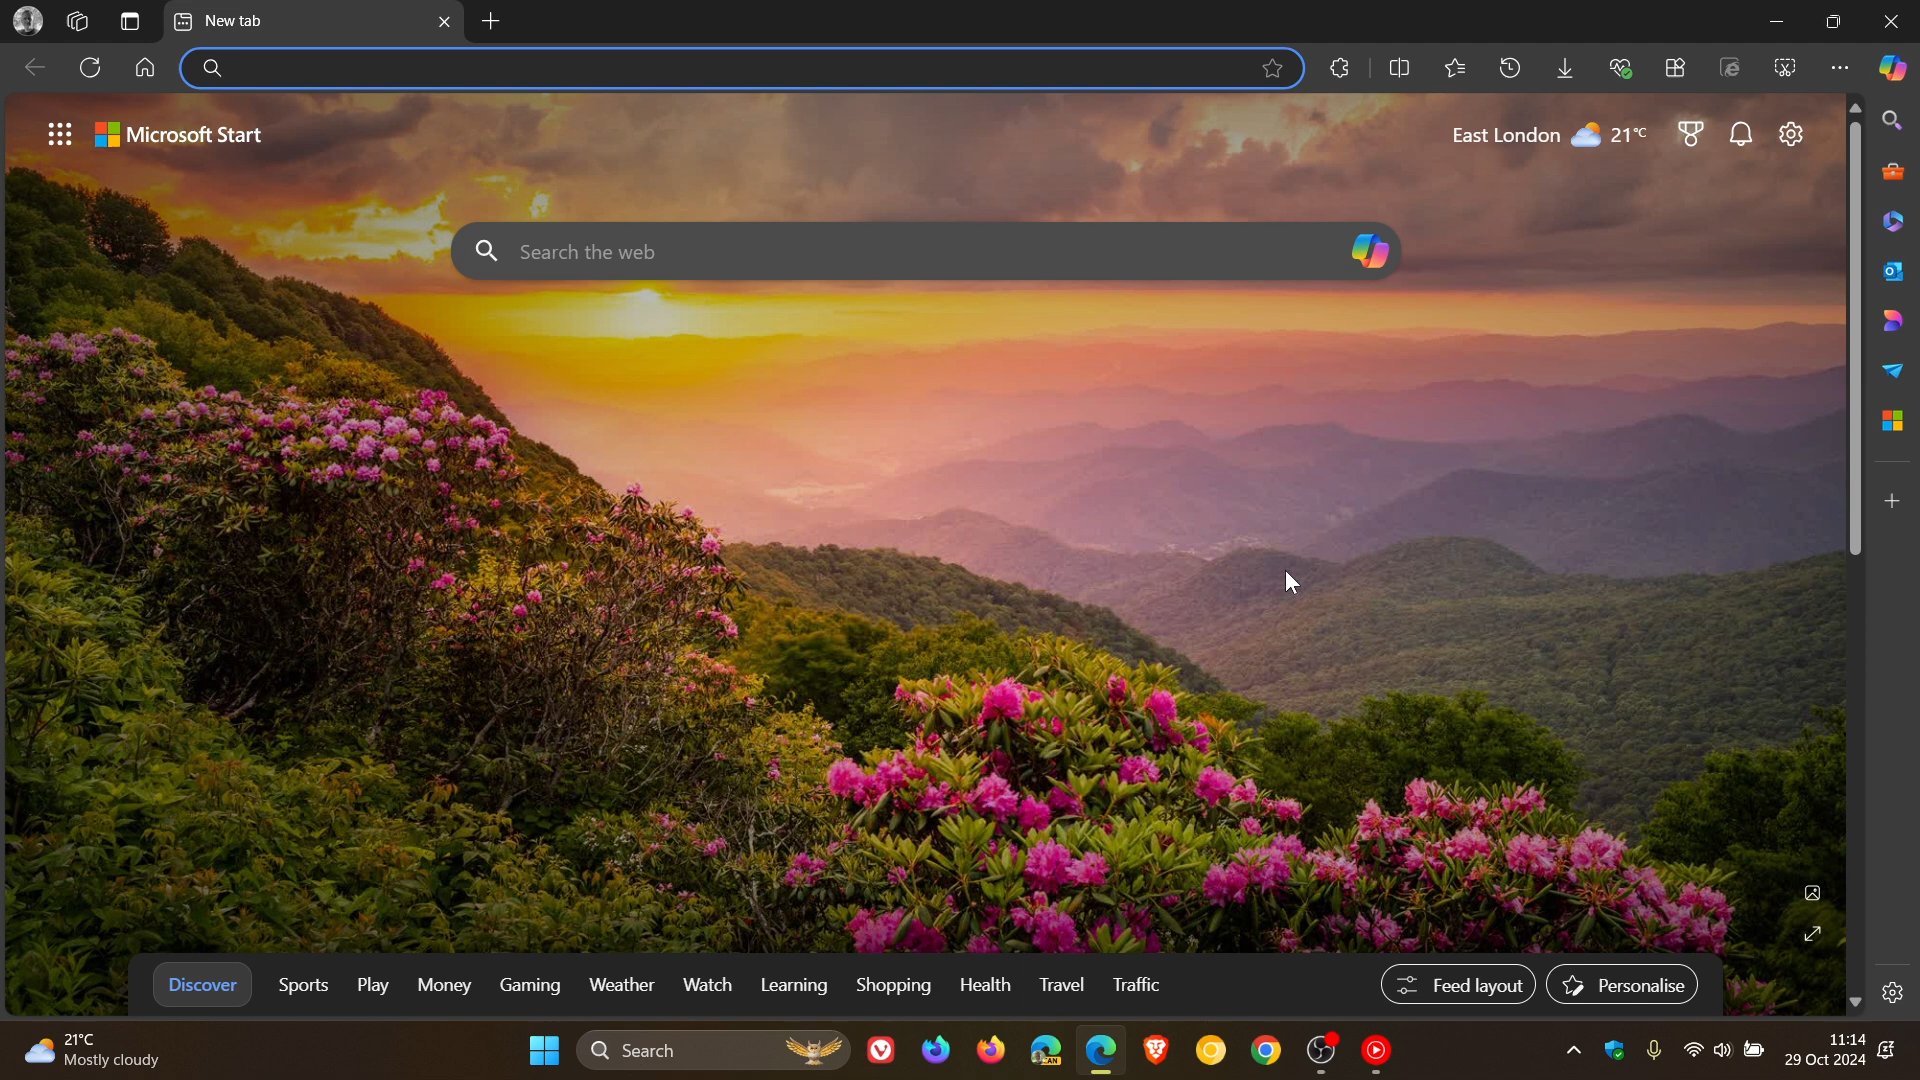 New tab
Microsoft Start
East London 21°C
Search the web
Discover Sports Play Money Gaming Weather Watch Learning Shopping Health Travel Traffic Feed layout Personalise
21°C
Mostly cloudy
Search
CAN
11:14
29 Oct 2024